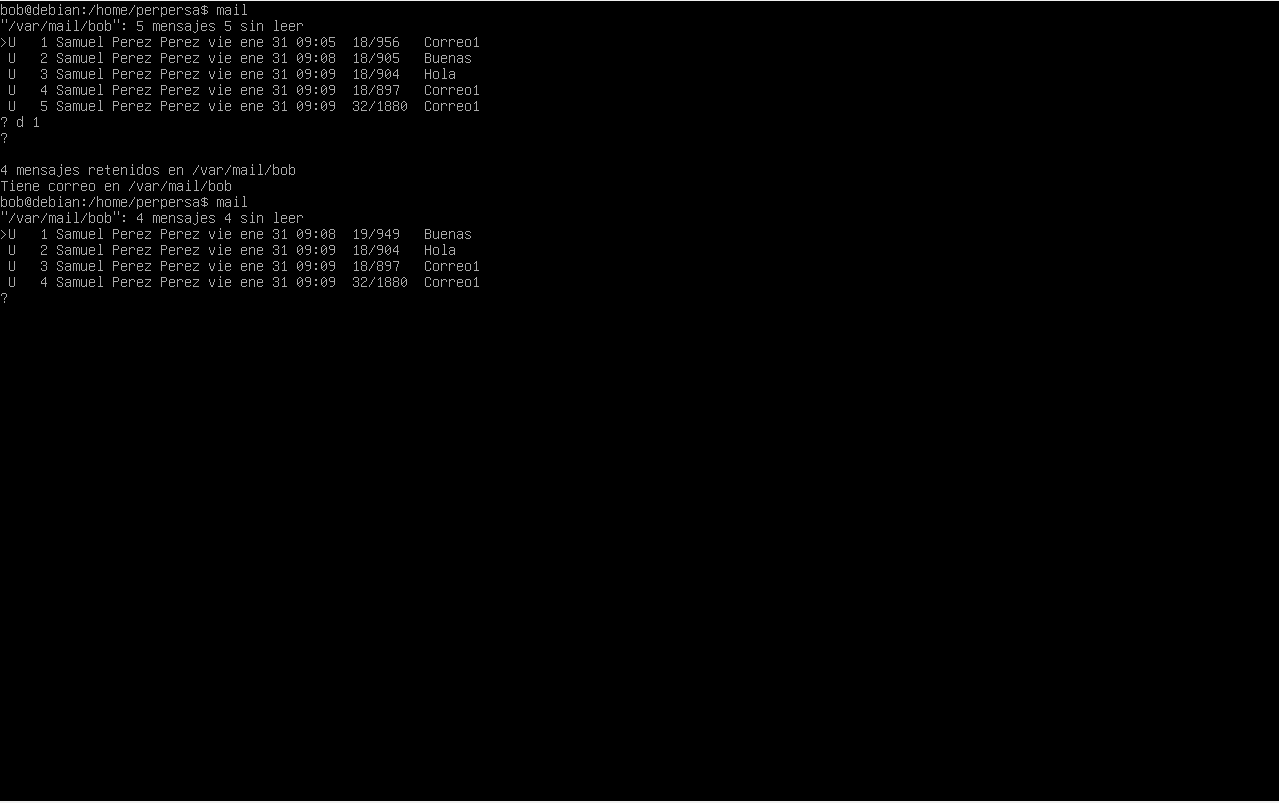 bob@debian:/home/perpersa$ mail
"/var/mail/bob": 5 mensajes 5 sin leer
>U   1 Samuel Perez Perez vie ene 31 09:05  18/956   Correo1
 U   2 Samuel Perez Perez vie ene 31 09:08  18/905   Buenas
 U   3 Samuel Perez Perez vie ene 31 09:09  18/904   Hola
 U   4 Samuel Perez Perez vie ene 31 09:09  18/897   Correo1
 U   5 Samuel Perez Perez vie ene 31 09:09  32/1880  Correo1
? d 1
?
4 mensajes retenidos en /var/mail/bob
Tiene correo en /var/mail/bob
bob@debian:/home/perpersa$ mail
"/var/mail/bob": 4 mensajes 4 sin leer
>U   1 Samuel Perez Perez vie ene 31 09:08  19/949   Buenas
 U   2 Samuel Perez Perez vie ene 31 09:09  18/904   Hola
 U   3 Samuel Perez Perez vie ene 31 09:09  18/897   Correo1
 U   4 Samuel Perez Perez vie ene 31 09:09  32/1880  Correo1
?